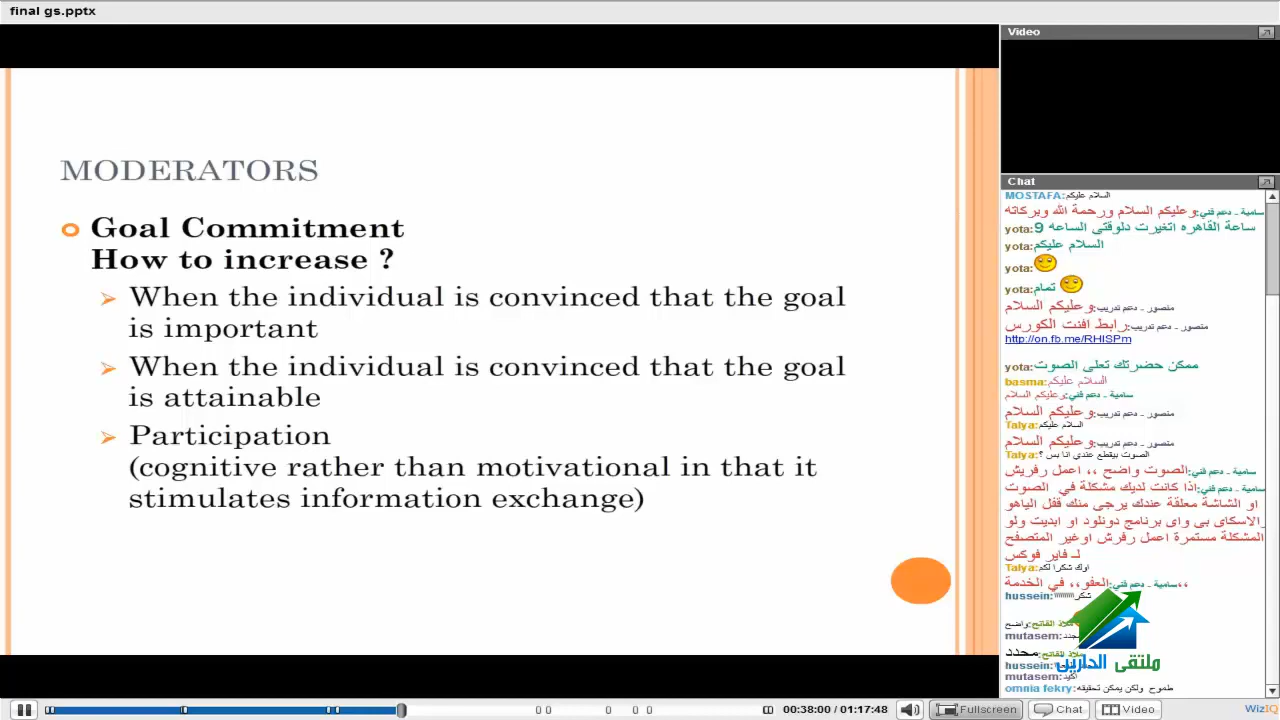 final gs.pptx
MODERATORS
Goal Commitment
How to increase ?
When the individual is convinced that the goal
is important
When the individual is convinced that the goal
is attainable
Participation
(cognitive rather than motivational in that it
stimulates information exchange)
Video
Chat
MOSTAFA: السلام عليكم
سامية - دعم فني: وعليكم السلام ورحمة الله وبركاته
yota: ساعة القاهره اتغيرت دلوقتى الساعه 9
yota: السلام عليكم
yota:
yota: تمام
منصور - دعم تدريب: وعليكم السلام
منصور - دعم تدريب: رابط افنت الكورس
http://on.fb.me/RHISPm
yota: ممكن حضرتك تعلى الصوت
basma: السلام عليكم
سامية - دعم فني: وعليكم السلام
منصور - دعم تدريب: وعليكم السلام
Talya: السلام عليكم
منصور - دعم تدريب: وعليكم السلام
Talya: الصوت بيقطع عندي انا بس ؟
سامية - دعم فني: الصوت واضح ،، اعمل رفريش
اذا كانت لديك مشكلة في الصوت
او الشاشة معلقة عندك يرجى منك قفل الياهو
والاسكاى بى واى برنامج دونلود او ابديت ولو
المشكلة مستمرة اعمل رفرش اوغير المتصفح
لـ فاير فوكس
Talya: اوك شكرا لكم
سامية - دعم فني: العفو،، في الخدمة ،،
hussein:
واضح
mutasem:
محدد
hussein:
mutasem: اكيد
ملتقى الدارين
omnia fekry: طموح ولكن يمكن تحقيقه
00:38:00 / 01:17:48
Fullscreen
Chat
Video
WizIQ